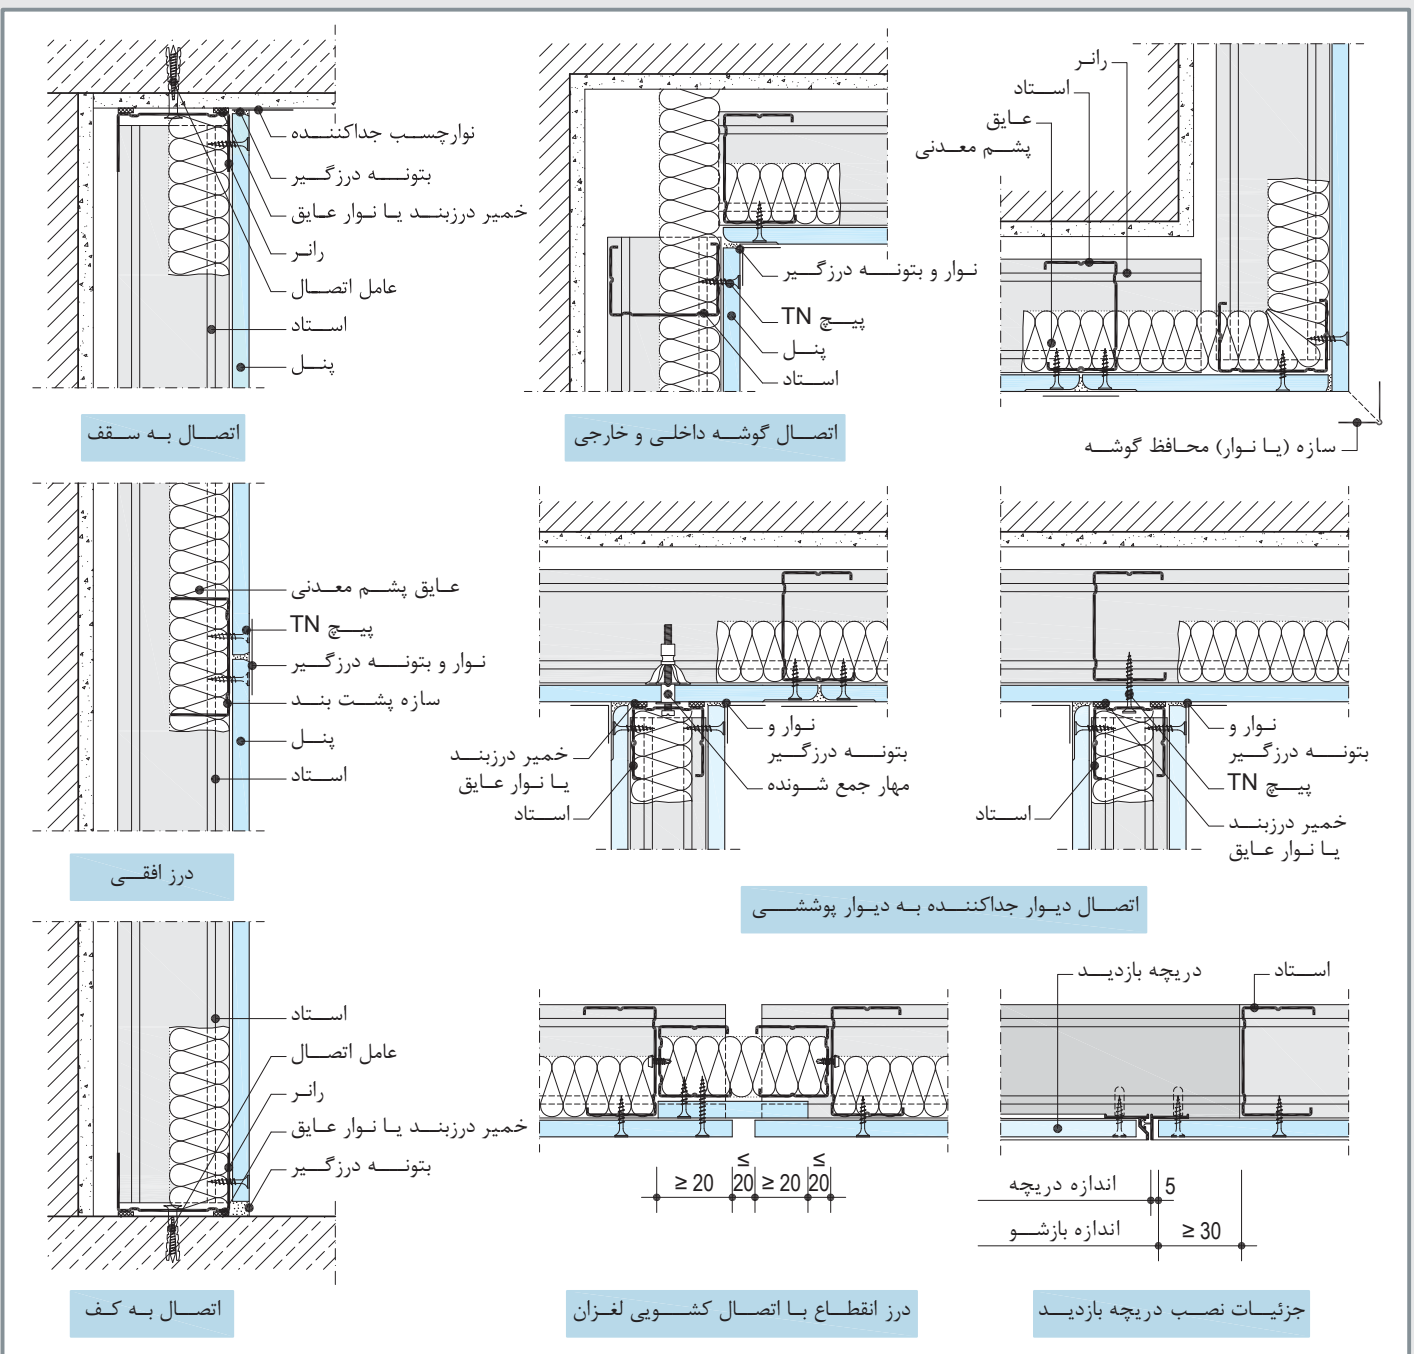 نوارچسب جداکننده
بتونه درزگیر
خمیر درزبند یا نوار عایق
رانر
عامل اتصال
استاد
پنل
اتصال به سقف
نوار و بتونه درزگیر
پیچ TN
پنل
استاد
اتصال گوشه داخلی و خارجی
رانر
استاد
عایق
پشم معدنی
سازه (یا نوار) محافظ گوشه
عایق پشم معدنی
پیچ TN
نوار و بتونه درزگیر
سازه پشت بند
پنل
استاد
درز افقی
نوار و
بتونه درزگیر
مهار جمع شونده
خمیر درزبند
یا نوار عایق
استاد
نوار و
بتونه درزگیر
پیچ TN
خمیر درزبند
یا نوار عایق
استاد
اتصال دیوار جداکننده به دیوار پوششی
استاد
عامل اتصال
رانر
خمیر درزبند یا نوار عایق
بتونه درزگیر
اتصال به کف
≥ 20
≤
20
≥ 20
≤
20
درز انقطاع با اتصال کشویی لغزان
دریچه بازدید
استاد
اندازه دریچه
5
اندازه بازشو
≥ 30
جزئیات نصب دریچه بازدید